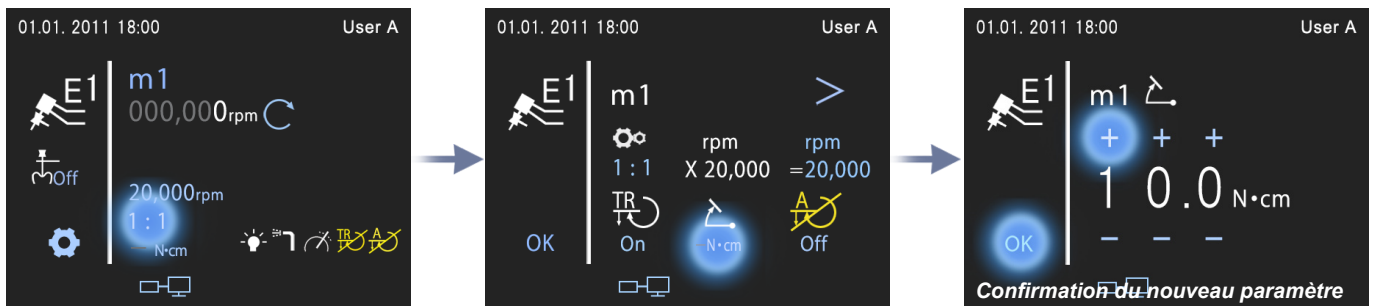 01.01. 2011 18:00 User A
E1
m1
000,000rpm
Off
20,000rpm
1 : 1
-- N•cm
TR A
01.01. 2011 18:00 User A
E1
m1 >
rpm rpm
1 : 1 X 20,000 =20,000
TR A
OK On N•cm Off
01.01. 2011 18:00 User A
E1
m1
+ + +
1 0.0 N•cm
OK – – –
Confirmation du nouveau paramètre